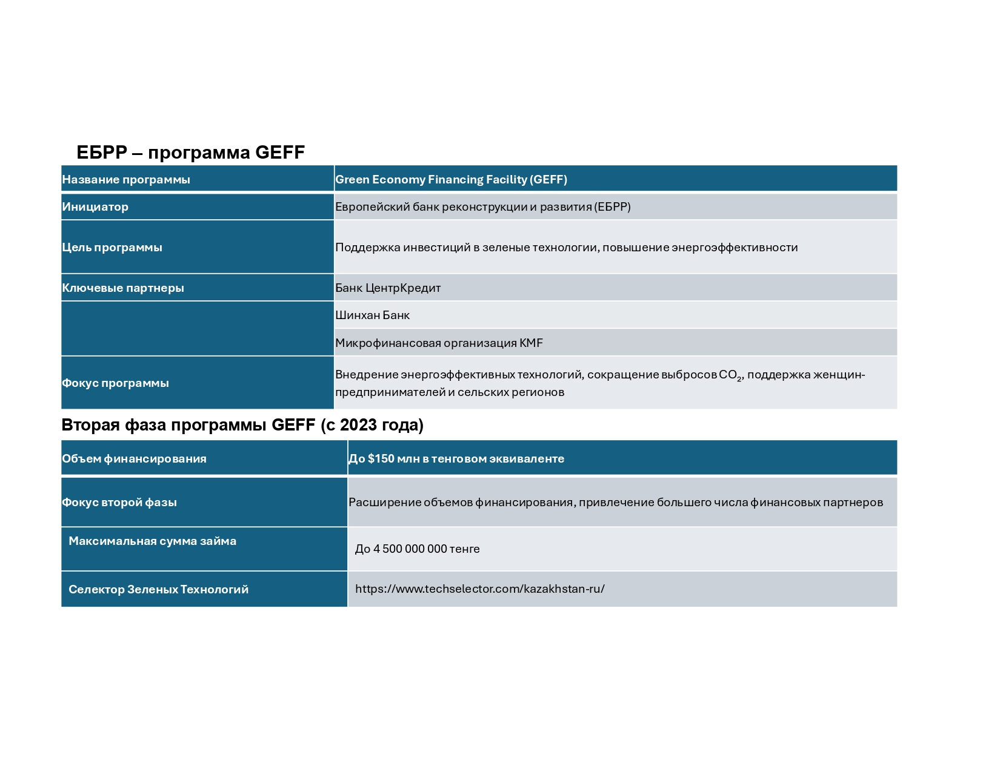 ЕБРР – программа GEFF
Название программы
Green Economy Financing Facility (GEFF)
Инициатор
Европейский банк реконструкции и развития (ЕБРР)
Цель программы
Поддержка инвестиций в зеленые технологии, повышение энергоэффективности
Ключевые партнеры
Банк ЦентрКредит
Шинхан Банк
Микрофинансовая организация KMF
Фокус программы
Внедрение энергоэффективных технологий, сокращение выбросов CO₂, поддержка женщин-
предпринимателей и сельских регионов
Вторая фаза программы GEFF (с 2023 года)
Объем финансирования
До $150 млн в тенговом эквиваленте
Фокус второй фазы
Расширение объемов финансирования, привлечение большего числа финансовых партнеров
Максимальная сумма займа
До 4 500 000 000 тенге
Селектор Зеленых Технологий
https://www.techselector.com/kazakhstan-ru/